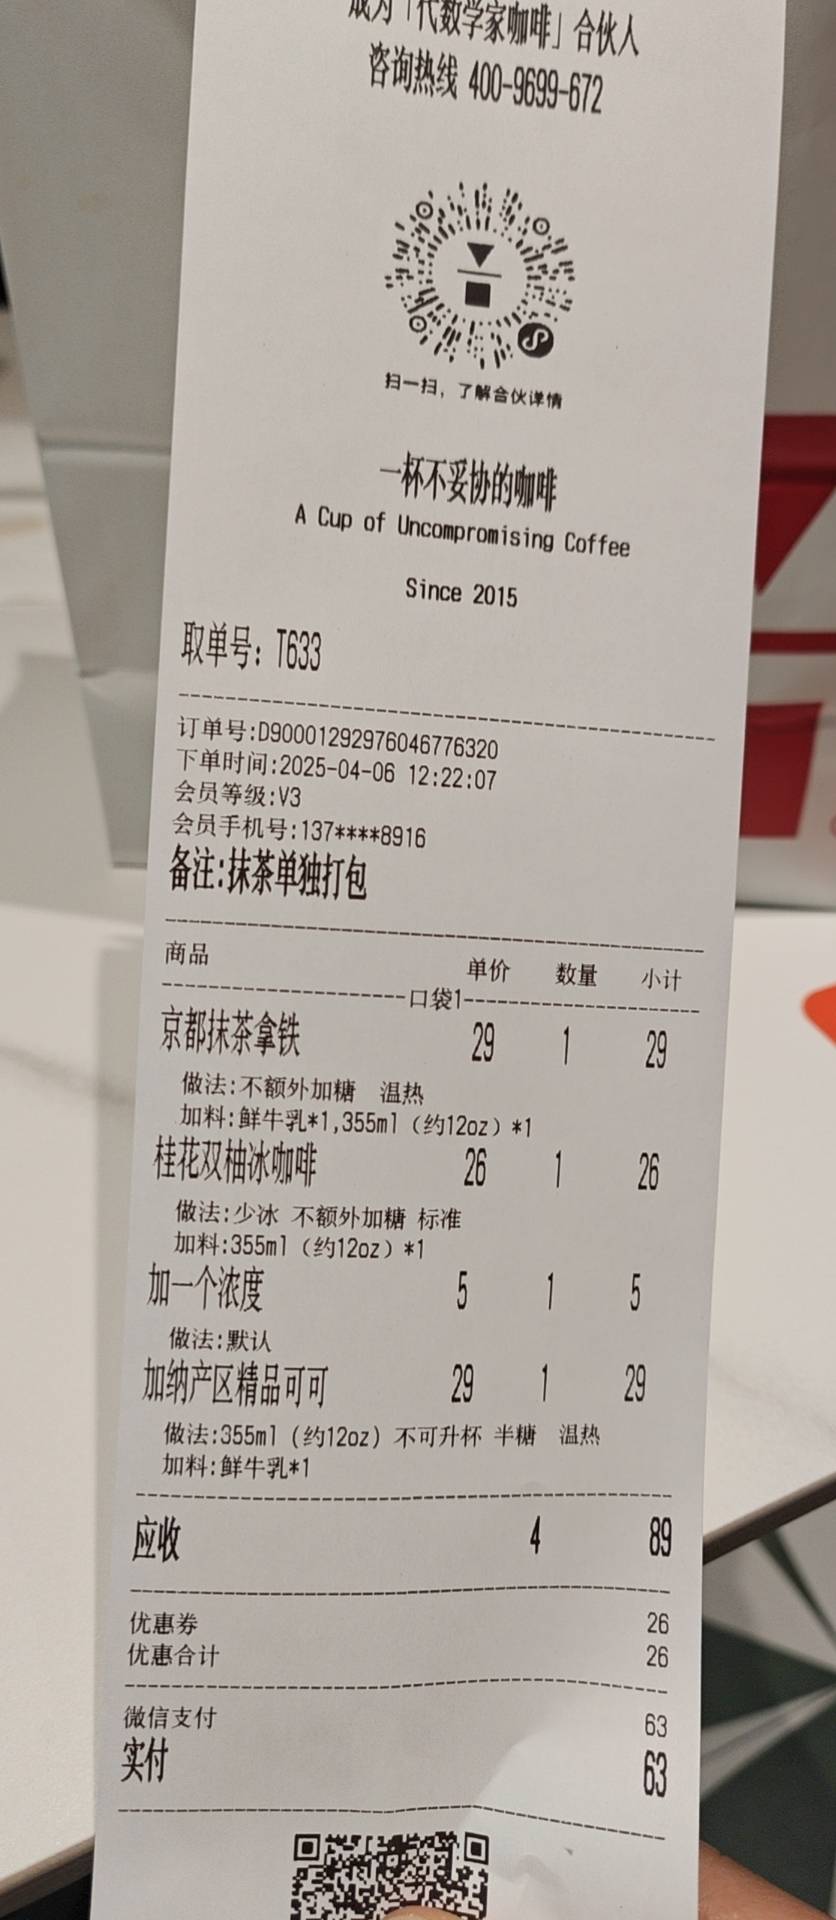 成为「代数学家咖啡」合伙人
咨询热线 400-9699-672
扫一扫，了解合伙详情
一杯不妥协的咖啡
A Cup of Uncompromising Coffee
Since 2015
取单号: T633
订单号:D90001292976046776320
下单时间:2025-04-06 12:22:07
会员等级:V3
会员手机号:137****8916
备注:抹茶单独打包
商品 单价 数量 小计
口袋1
京都抹茶拿铁 29 1 29
做法:不额外加糖 温热
加料:鲜牛乳*1,355ml（约12oz）*1
桂花双柚冰咖啡 26 1 26
做法:少冰 不额外加糖 标准
加料:355ml（约12oz）*1
加一个浓度 5 1 5
做法:默认
加纳产区精品可可 29 1 29
做法:355ml（约12oz）不可升杯 半糖 温热
加料:鲜牛乳*1
应收 4 89
优惠券 26
优惠合计 26
微信支付 63
实付 63